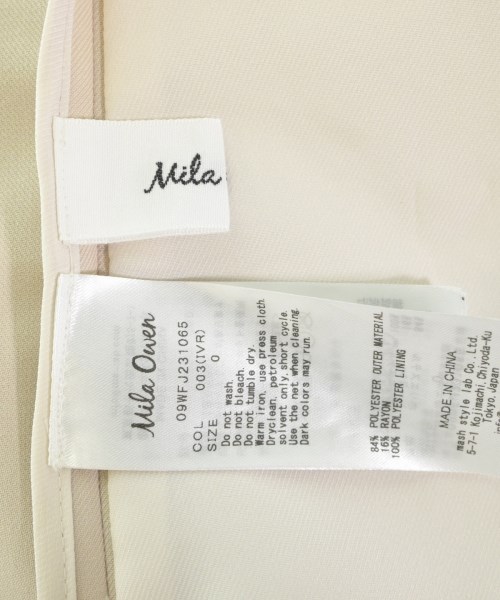 Mila
Mila Owen
09WFJ231065
COL 003(IVR)
SIZE 0
Do not wash.
Do not bleach.
Do not tumble dry.
Warm iron, use press cloth.
Dryclean, petroleum
solvent only.short cycle.
Use the net when cleaning.
Dark colors may run.
84% POLYESTER OUTER MATERIAL
16% RAYON
100% POLYESTER LINING
MADE IN CHINA
mash style lab Co., Ltd.
5-7-1 Kojimachi, Chiyoda-Ku
Tokyo, Japan